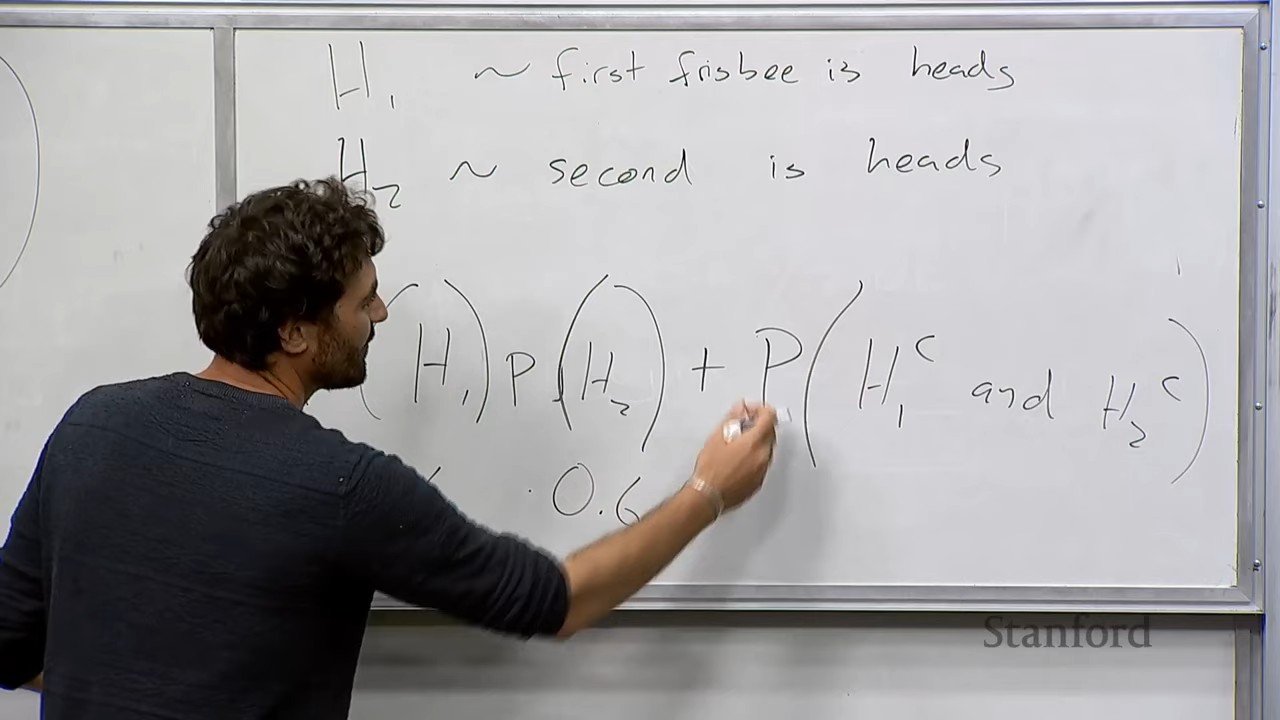 H₁ ~ first frisbee is heads
H₂ ~ second is heads
(H₁) P(H₂) + P(H₁ᶜ and H₂ᶜ)
· 0.6
Stanford